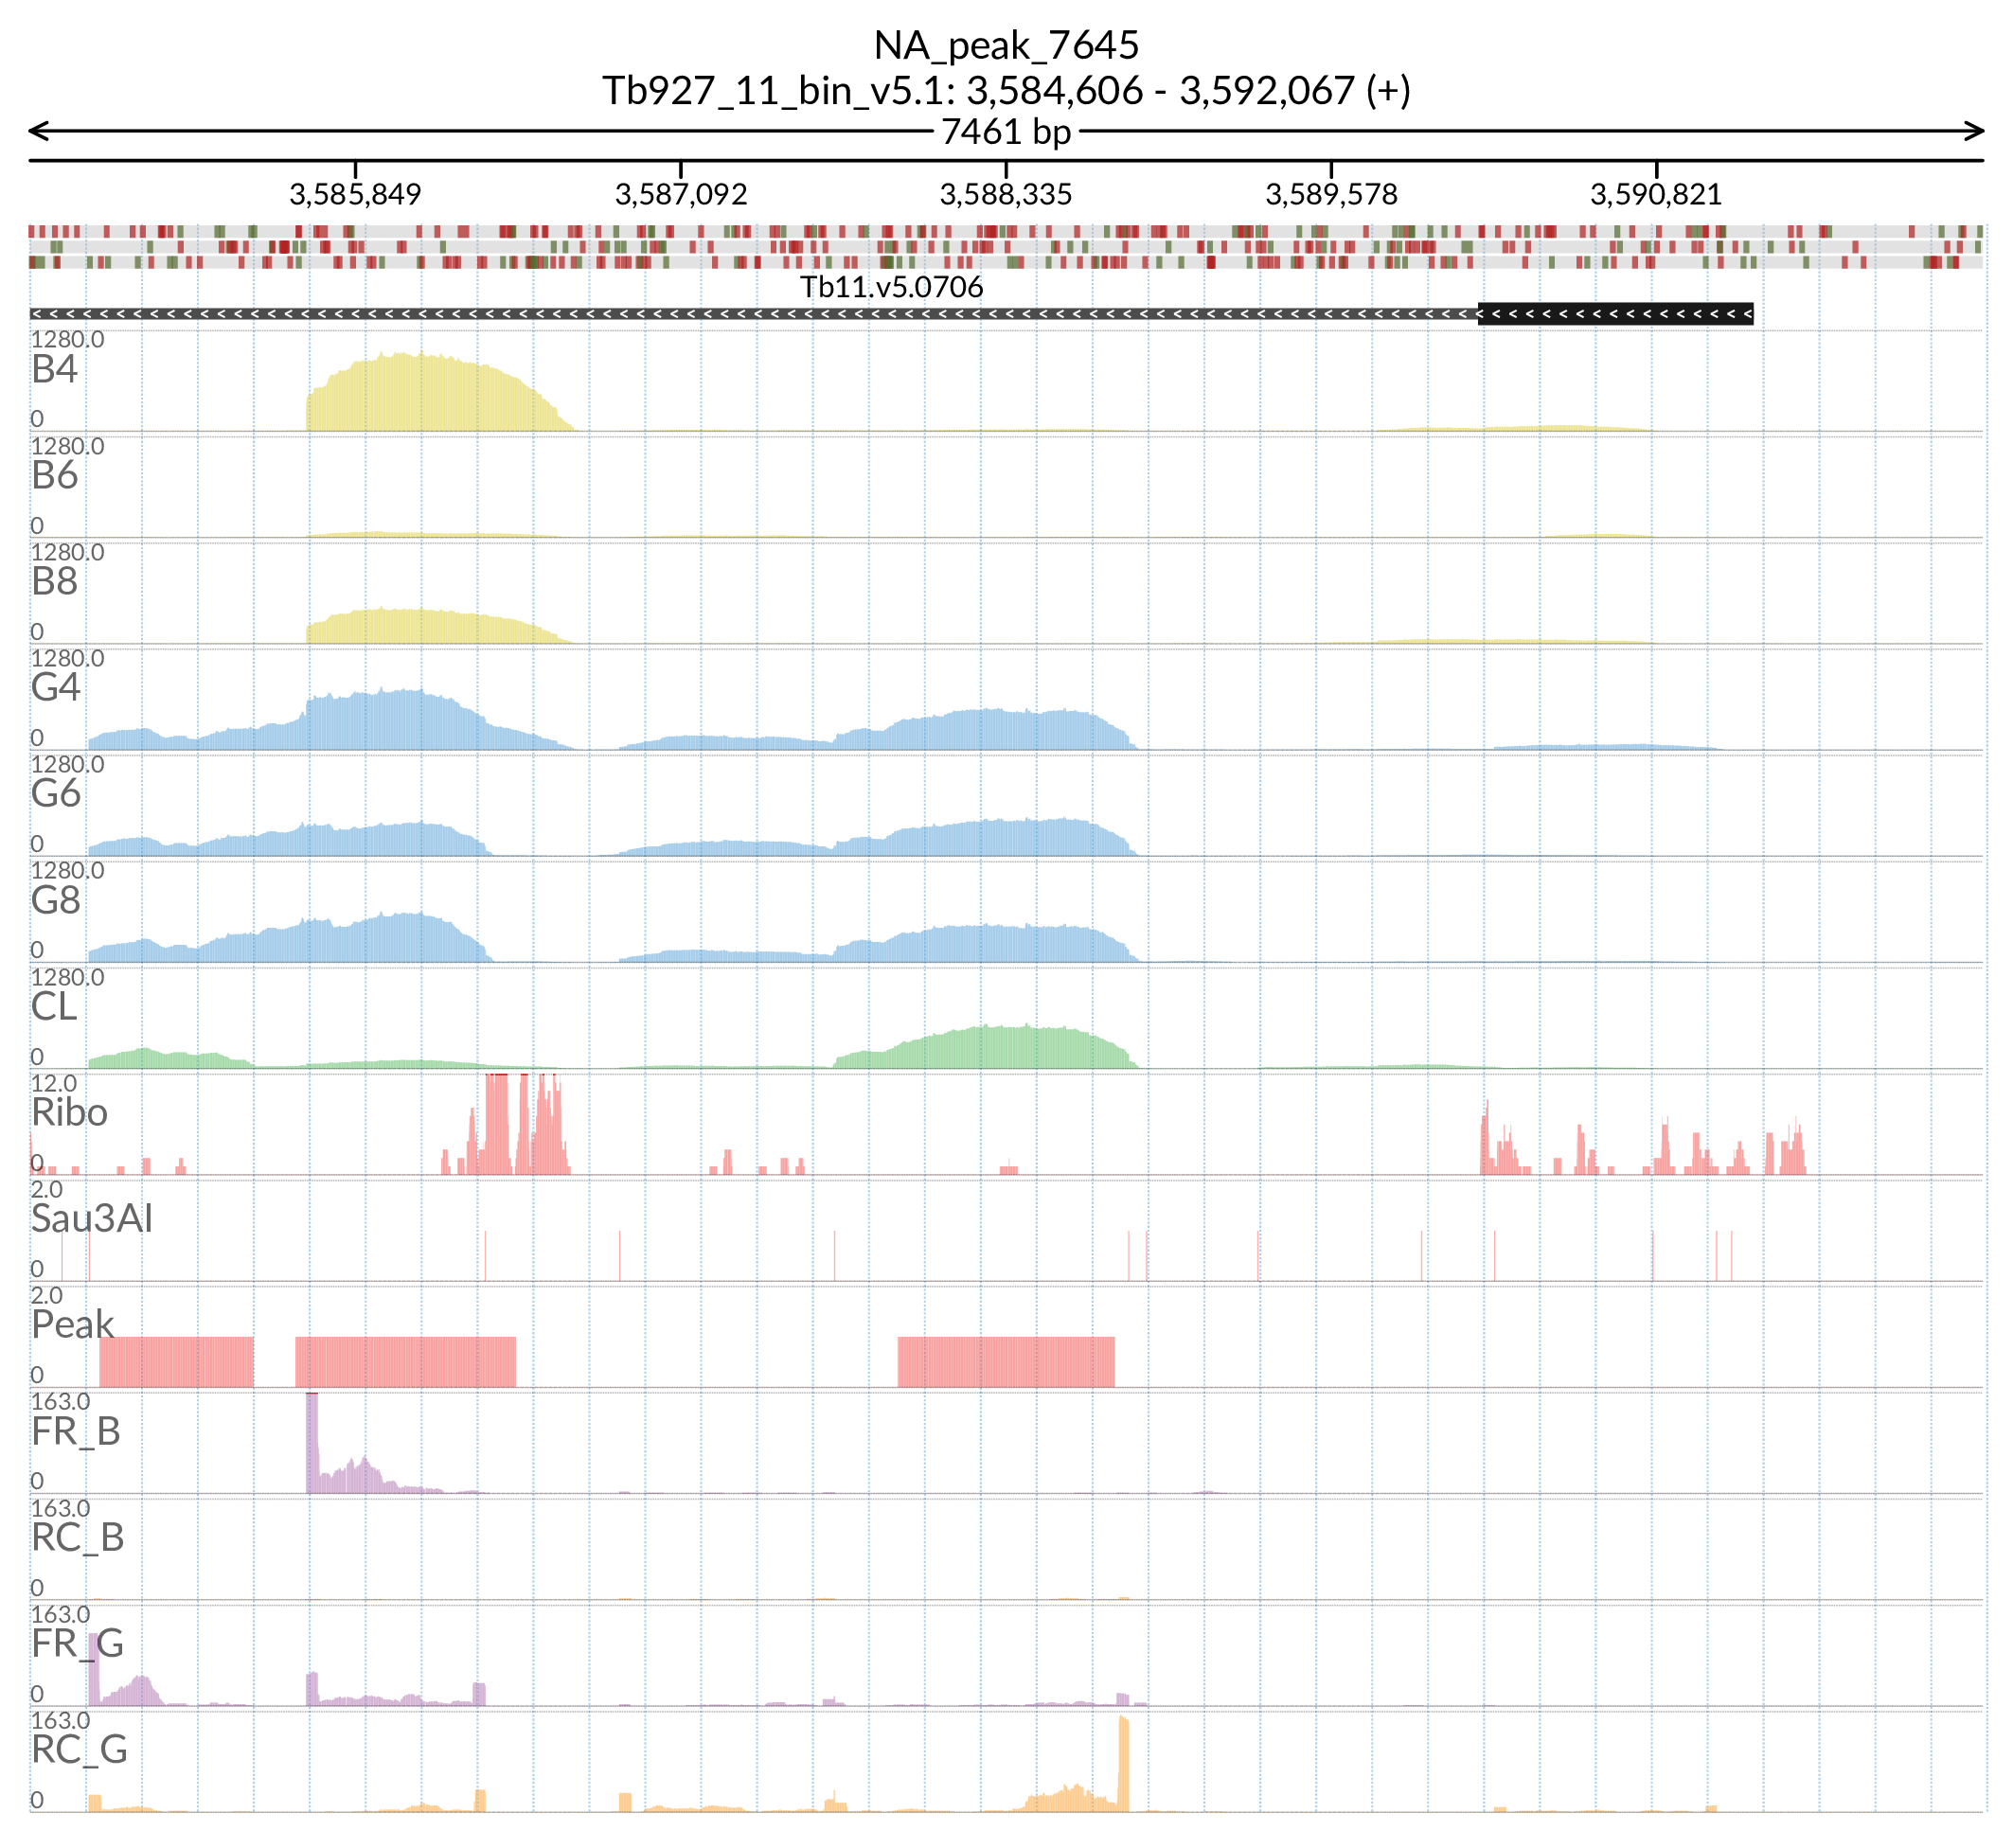 NA_peak_7645
Tb927_11_bin_v5.1: 3,584,606 - 3,592,067 (+)
7461 bp
3,585,849 3,587,092 3,588,335 3,589,578 3,590,821
Tb11.v5.0706
1280.0
B4
0
1280.0
B6
0
1280.0
B8
0
1280.0
G4
0
1280.0
G6
0
1280.0
G8
0
1280.0
CL
0
12.0
Ribo
0
2.0
Sau3AI
0
2.0
Peak
0
163.0
FR_B
0
163.0
RC_B
0
163.0
FR_G
0
163.0
RC_G
0